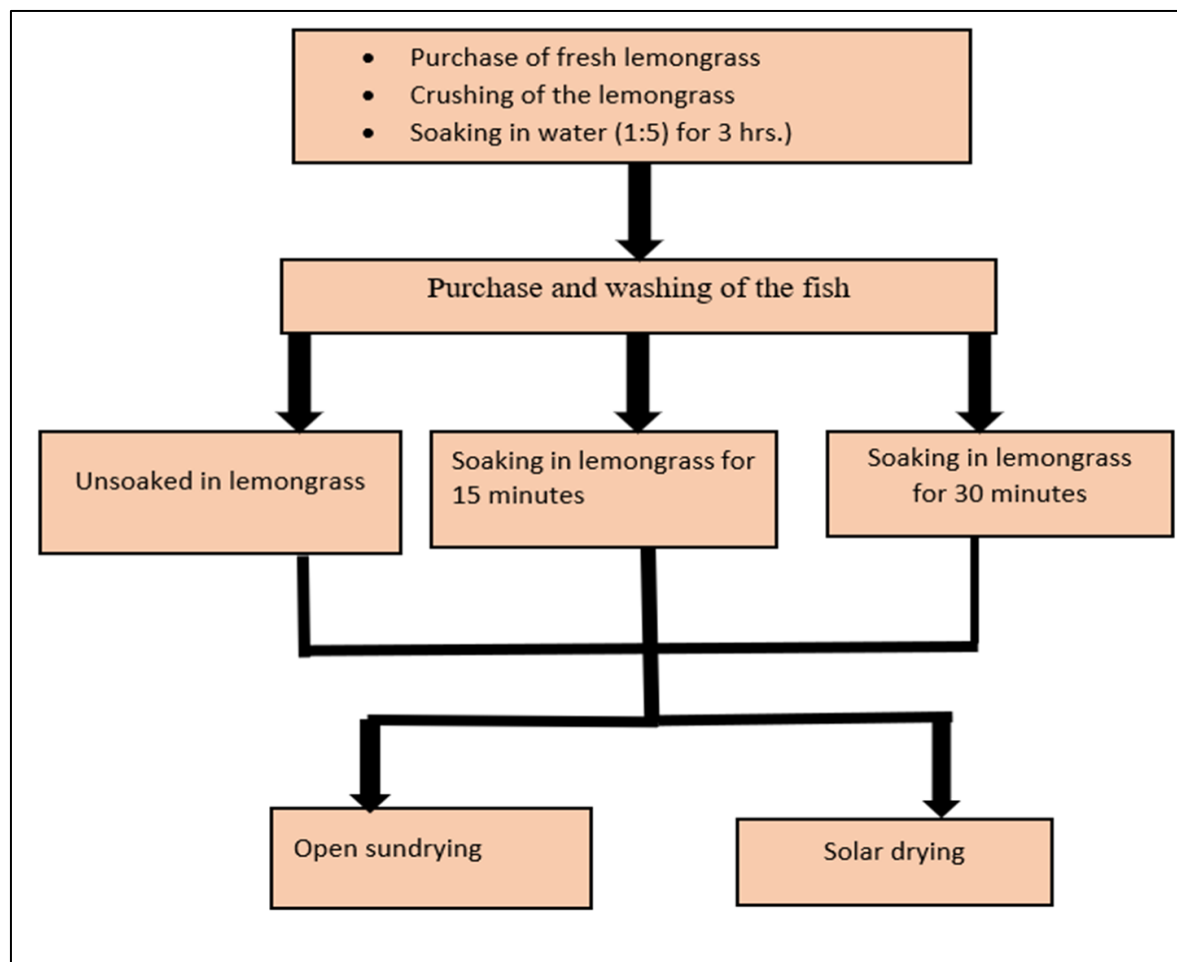 • Purchase of fresh lemongrass
• Crushing of the lemongrass
• Soaking in water (1:5) for 3 hrs.)
Purchase and washing of the fish
Unsoaked in lemongrass
Soaking in lemongrass for
15 minutes
Soaking in lemongrass
for 30 minutes
Open sundrying
Solar drying